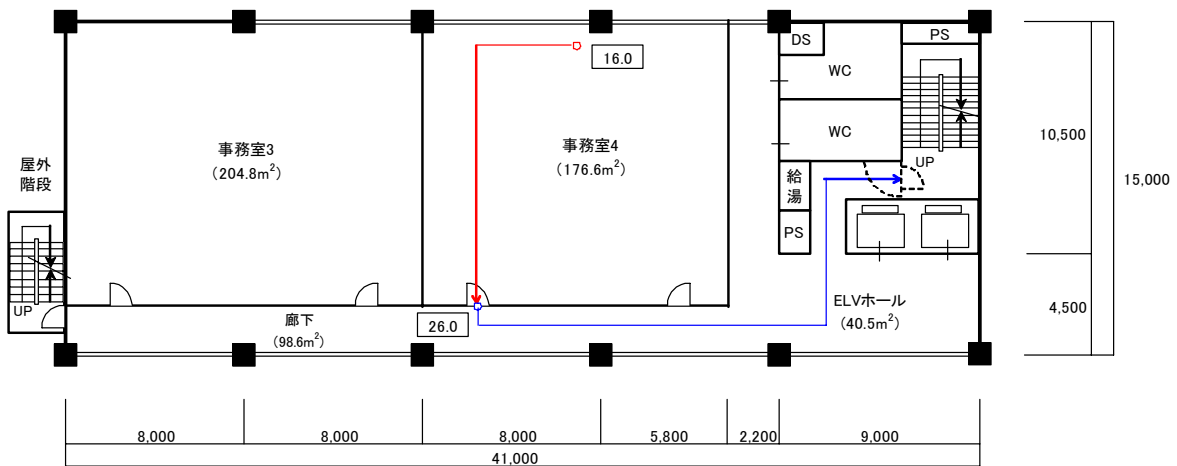 DS
PS
WC
16.0
事務室3
(204.8m²)
事務室4
(176.6m²)
WC
10,500
屋外
階段
UP
給
湯
15,000
PS
UP
廊下
(98.6m²)
26.0
ELVホール
(40.5m²)
4,500
8,000
8,000
8,000
5,800
2,200
9,000
41,000